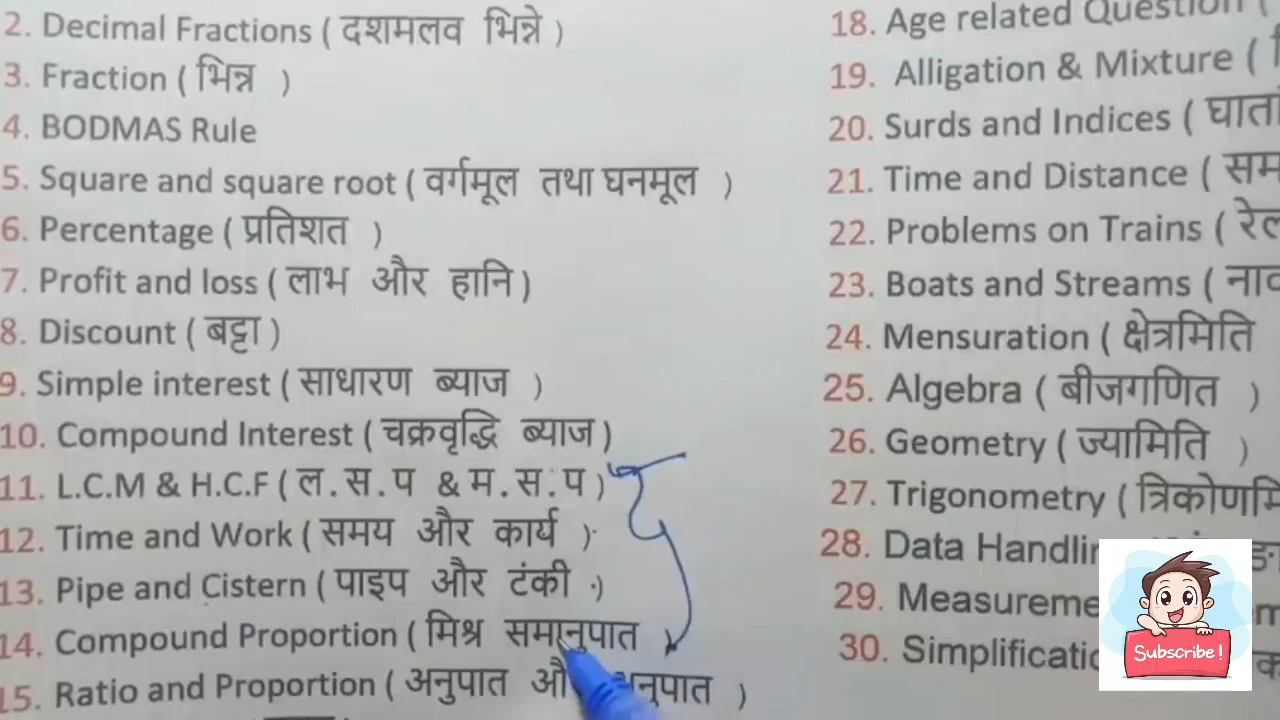 2. Decimal Fractions ( दशमलव भिन्ने )
3. Fraction ( भिन्न )
4. BODMAS Rule
5. Square and square root ( वर्गमूल तथा घनमूल )
6. Percentage ( प्रतिशत )
7. Profit and loss ( लाभ और हानि )
8. Discount ( बट्टा )
9. Simple interest ( साधारण ब्याज )
10. Compound Interest ( चक्रवृद्धि ब्याज )
11. L.C.M & H.C.F ( ल.स.प & म.स.प )
12. Time and Work ( समय और कार्य )
13. Pipe and Cistern ( पाइप और टंकी )
14. Compound Proportion ( मिश्र समानुपात )
15. Ratio and Proportion ( अनुपात )
18. Age related Question (
19. Alligation & Mixture (
20. Surds and Indices (
21. Time and Distance (
22. Problems on Trains (
23. Boats and Streams (
24. Mensuration ( क्षेत्रमिति
25. Algebra ( बीजगणित )
26. Geometry ( ज्यामिति )
27. Trigonometry (
28. Data
29.
30.
Subscribe!